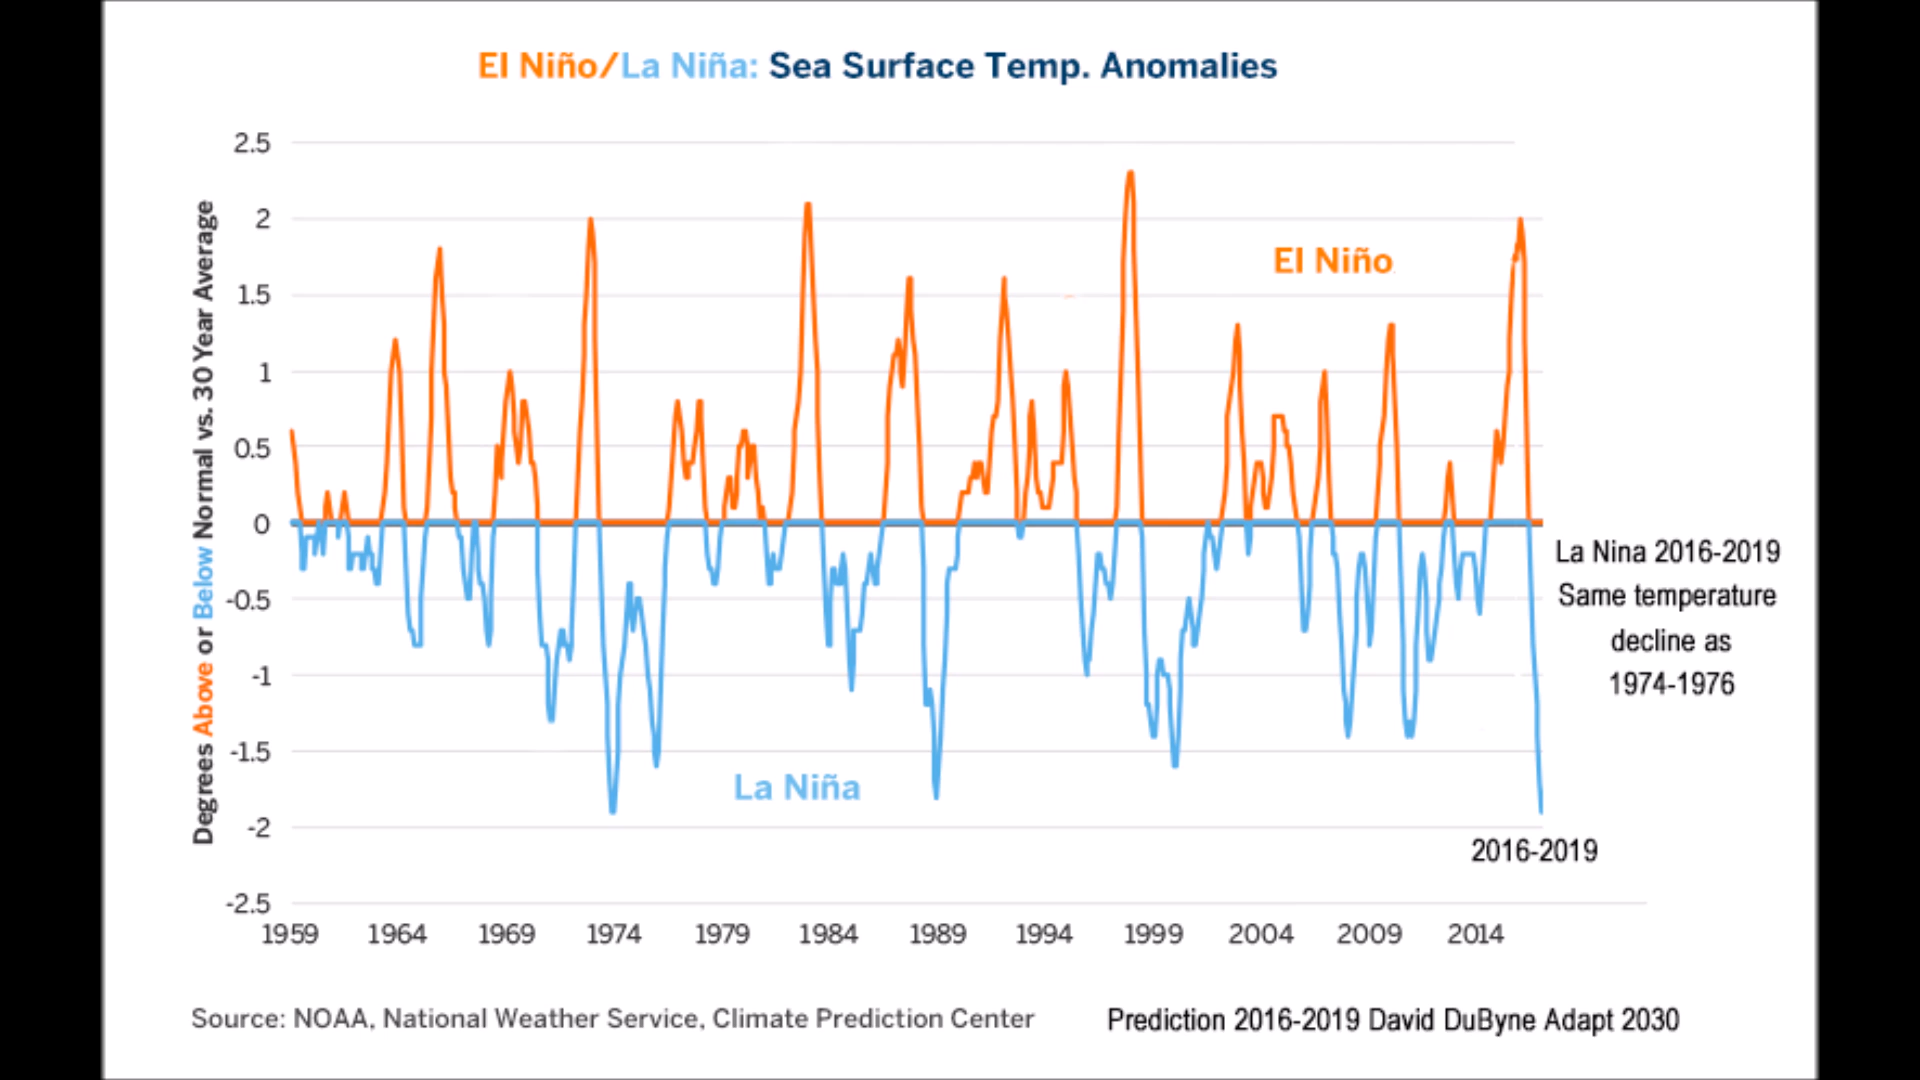 El Niño/La Niña: Sea Surface Temp. Anomalies
Degrees Above or Below Normal vs. 30 Year Average
2.5
2
1.5
1
0.5
0
-0.5
-1
-1.5
-2
-2.5
El Niño
La Niña
La Nina 2016-2019
Same temperature
decline as
1974-1976
2016-2019
1959 1964 1969 1974 1979 1984 1989 1994 1999 2004 2009 2014
Source: NOAA, National Weather Service, Climate Prediction Center
Prediction 2016-2019 David DuByne Adapt 2030